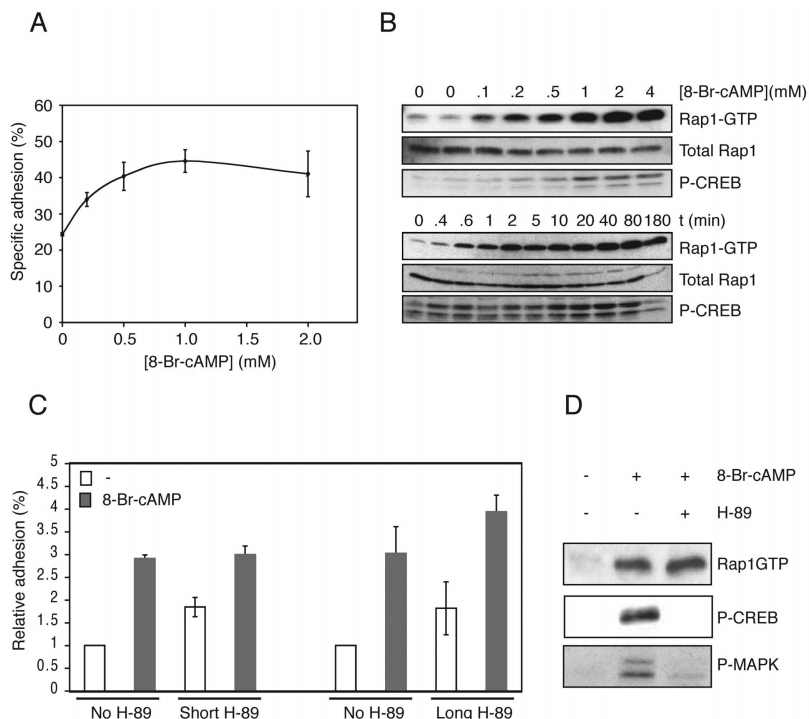 A
60
50
40
30
20
10
0
Specific adhesion (%)
0 0.5 1.0 1.5 2.0
[8-Br-cAMP] (mM)
B
0 0 .1 .2 .5 1 2 4 [8-Br-cAMP](mM)
Rap1-GTP
Total Rap1
P-CREB
0 .4 .6 1 2 5 10 20 40 80 180 t (min)
Rap1-GTP
Total Rap1
P-CREB
C
5
4.5
4
3.5
3
2.5
2
1.5
1
0.5
0
Relative adhesion (%)
-
8-Br-cAMP
No H-89 Short H-89 No H-89 Long H-89
D
- + + 8-Br-cAMP
- - + H-89
Rap1GTP
P-CREB
P-MAPK